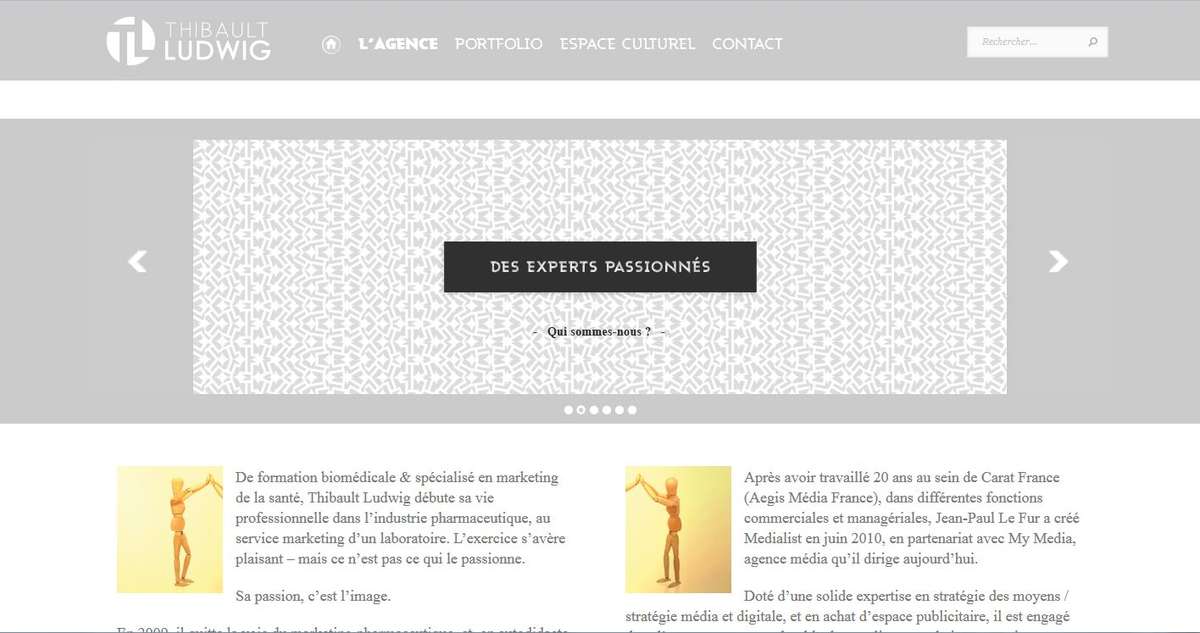 THIBAULT
LUDWIG
L'AGENCE PORTFOLIO ESPACE CULTUREL CONTACT
Rechercher...
DES EXPERTS PASSIONNÉS
- Qui sommes-nous ? -
De formation biomédicale & spécialisé en marketing
de la santé, Thibault Ludwig débute sa vie
professionnelle dans l'industrie pharmaceutique, au
service marketing d'un laboratoire. L'exercice s'avère
plaisant – mais ce n'est pas ce qui le passionne.
Sa passion, c'est l'image.
Après avoir travaillé 20 ans au sein de Carat France
(Aegis Média France), dans différentes fonctions
commerciales et managériales, Jean-Paul Le Fur a créé
Medialist en juin 2010, en partenariat avec My Media,
agence média qu'il dirige aujourd'hui.
Doté d'une solide expertise en stratégie des moyens /
stratégie média et digitale, et en achat d'espace publicitaire, il est engagé